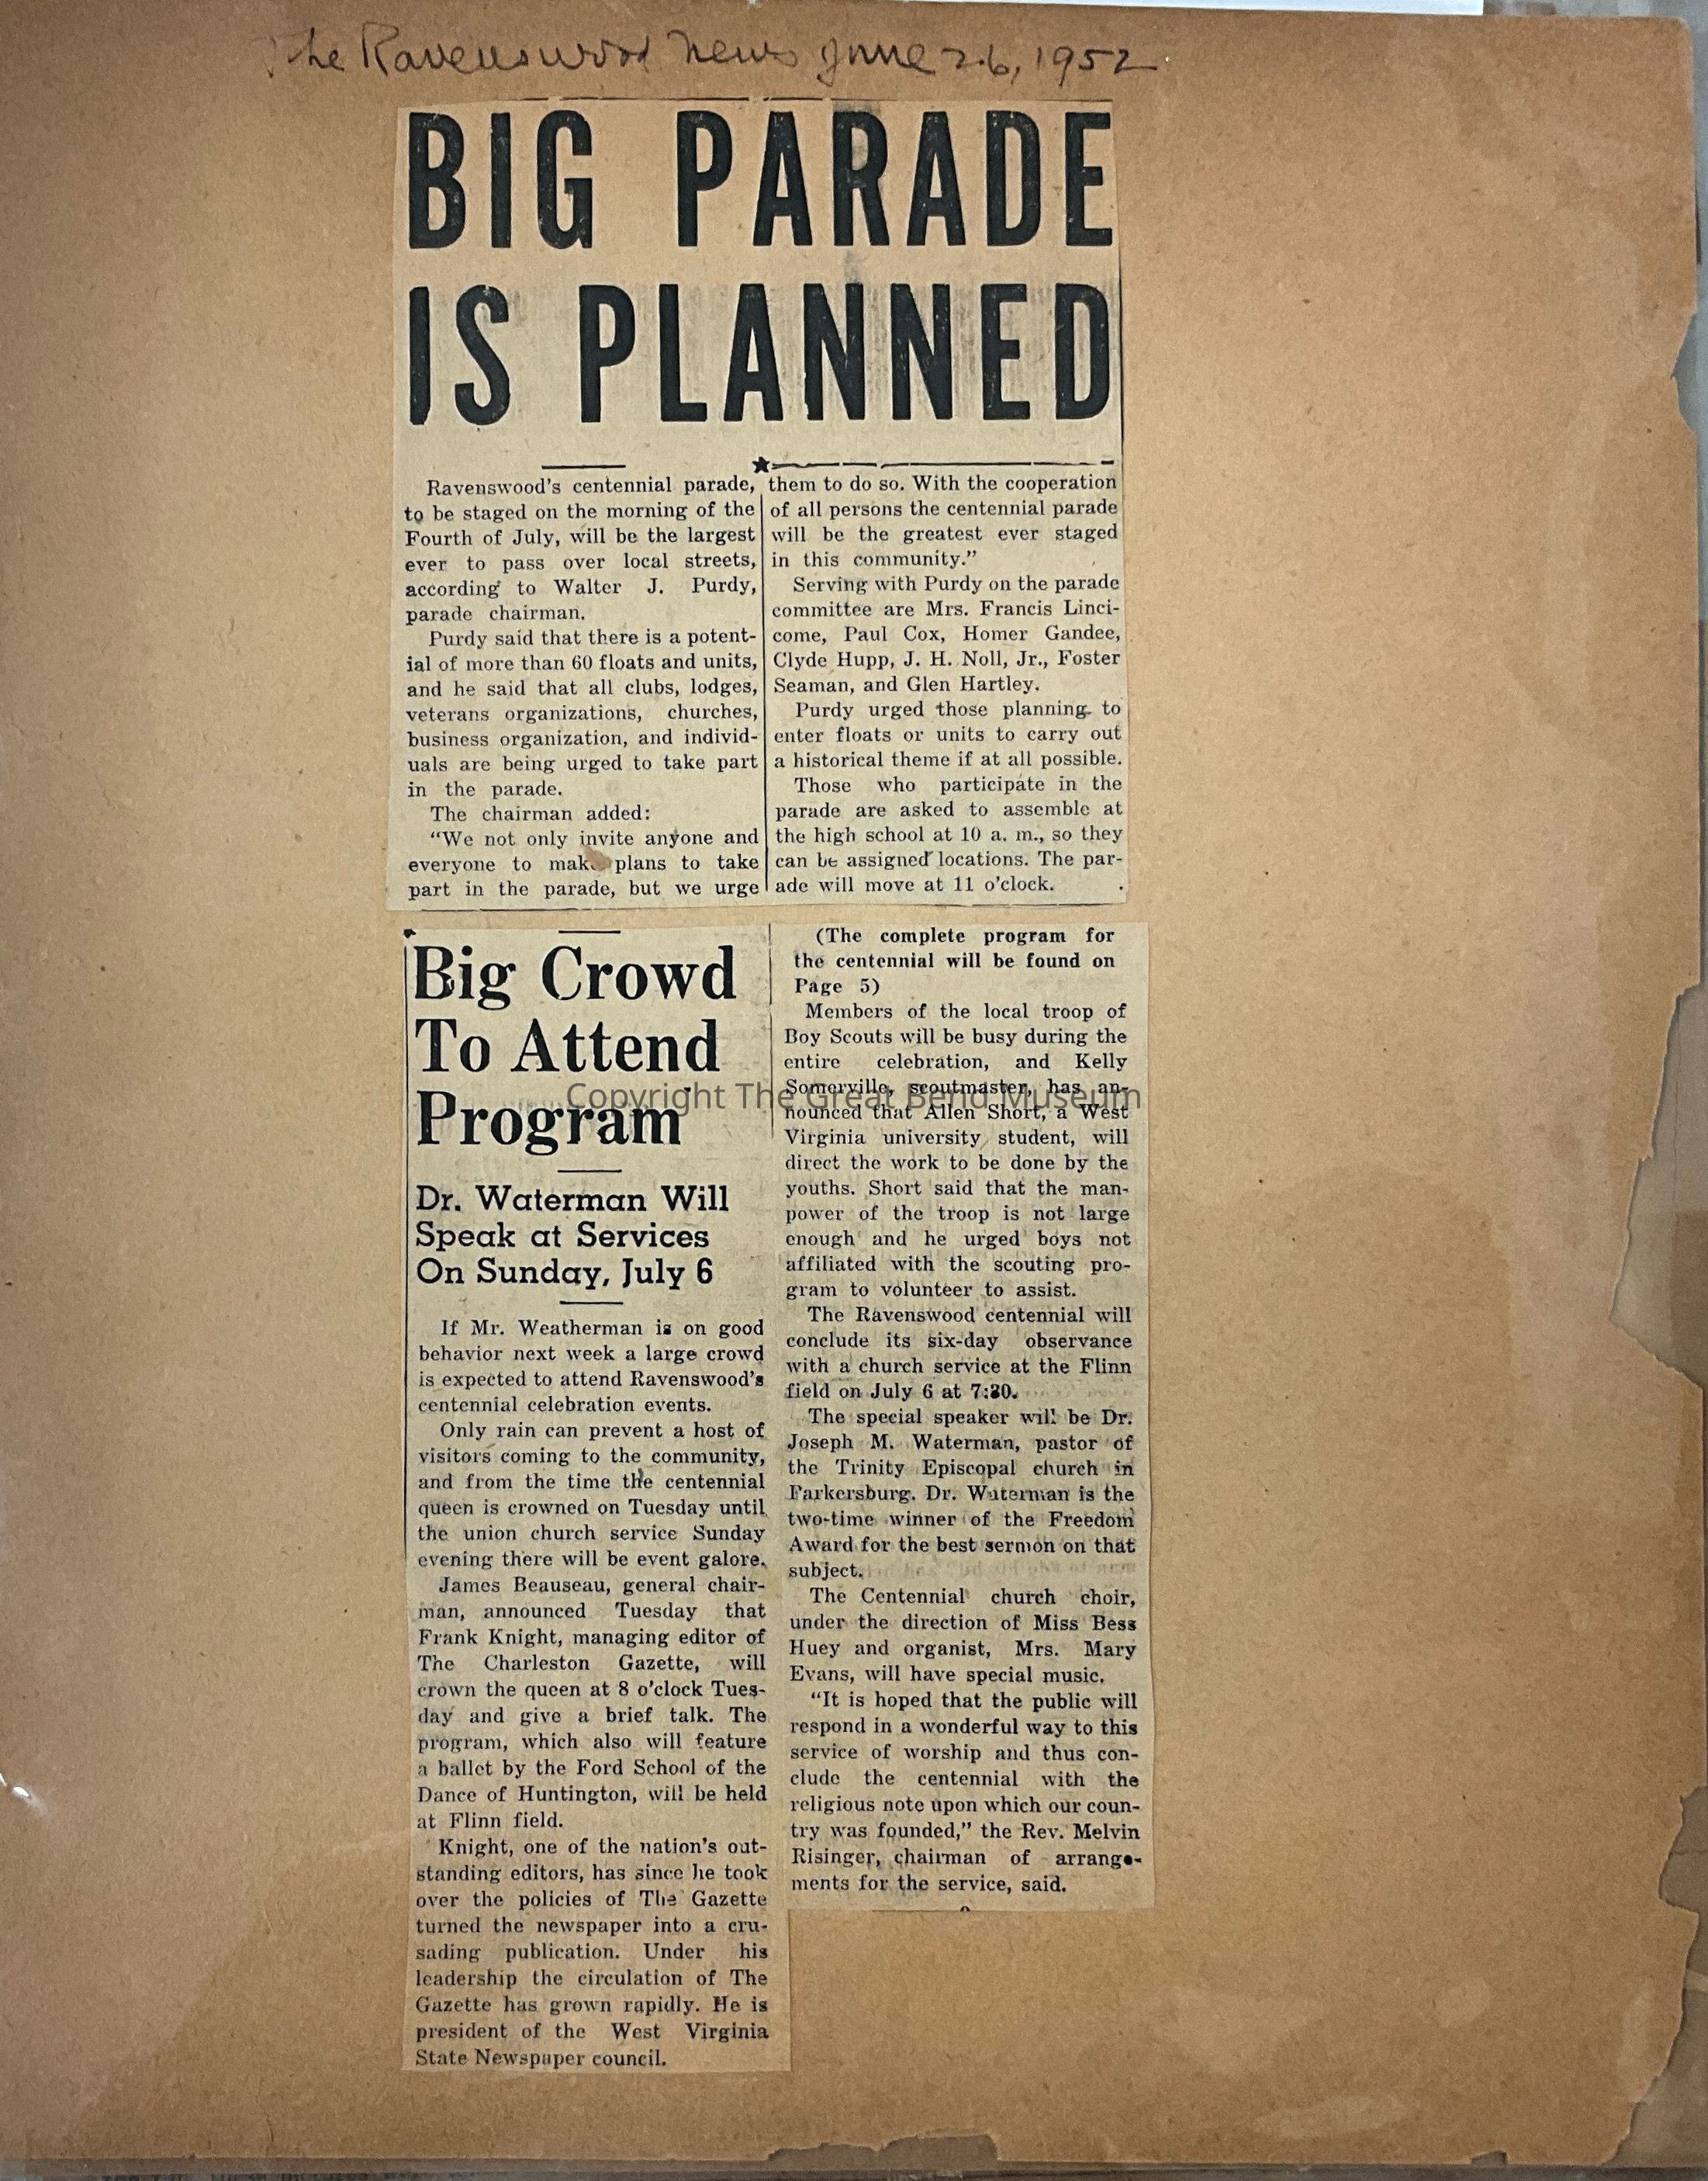 The Ravenswood News June 26, 1952
BIG PARADE
IS PLANNED
Ravenswood's centennial parade,
to be staged on the morning of the
Fourth of July, will be the largest
ever to pass over local streets,
according to Walter J. Purdy,
parade chairman.
Purdy said that there is a potent-
ial of more than 60 floats and units,
and he said that all clubs, lodges,
veterans organizations, churches,
business organization, and individ-
uals are being urged to take part
in the parade.
The chairman added:
"We not only invite anyone and
everyone to make plans to take
part in the parade, but we urge
them to do so. With the cooperation
of all persons the centennial parade
will be the greatest ever staged
in this community."
Serving with Purdy on the parade
committee are Mrs. Francis Linci-
come, Paul Cox, Homer Gandee,
Clyde Hupp, J. H. Noll, Jr., Foster
Seaman, and Glen Hartley.
Purdy urged those planning to
enter floats or units to carry out
a historical theme if at all possible.
Those who participate in the
parade are asked to assemble at
the high school at 10 a. m., so they
can be assigned locations. The par-
ade will move at 11 o'clock.
Big Crowd
To Attend
Program
Dr. Waterman Will
Speak at Services
On Sunday, July 6
If Mr. Weatherman is on good
behavior next week a large crowd
is expected to attend Ravenswood's
centennial celebration events.
Only rain can prevent a host of
visitors coming to the community,
and from the time the centennial
queen is crowned on Tuesday until
the union church service Sunday
evening there will be event galore.
James Beauseau, general chair-
man, announced Tuesday that
Frank Knight, managing editor of
The Charleston Gazette, will
crown the queen at 8 o'clock Tues-
day and give a brief talk. The
program, which also will feature
a ballet by the Ford School of the
Dance of Huntington, will be held
at Flinn field.
Knight, one of the nation's out-
standing editors, has since he took
over the policies of The Gazette
turned the newspaper into a cru-
sading publication. Under his
leadership the circulation of The
Gazette has grown rapidly. He is
president of the West Virginia
State Newspaper council.
(The complete program for
the centennial will be found on
Page 5)
Members of the local troop of
Boy Scouts will be busy during the
entire celebration, and Kelly
Somerville, scoutmaster, has an-
nounced that Allen Short, a West
Virginia university student, will
direct the work to be done by the
youths. Short said that the man-
power of the troop is not large
enough and he urged boys not
affiliated with the scouting pro-
gram to volunteer to assist.
The Ravenswood centennial will
conclude its six-day observance
with a church service at the Flinn
field on July 6 at 7:30.
The special speaker will be Dr.
Joseph M. Waterman, pastor of
the Trinity Episcopal church in
Parkersburg. Dr. Waterman is the
two-time winner of the Freedom
Award for the best sermon on that
subject.
The Centennial church choir,
under the direction of Miss Bess
Huey and organist, Mrs. Mary
Evans, will have special music.
"It is hoped that the public will
respond in a wonderful way to this
service of worship and thus con-
clude the centennial with the
religious note upon which our coun-
try was founded," the Rev. Melvin
Risinger, chairman of arrange-
ments for the service, said.
Copyright The Great Bend Museum